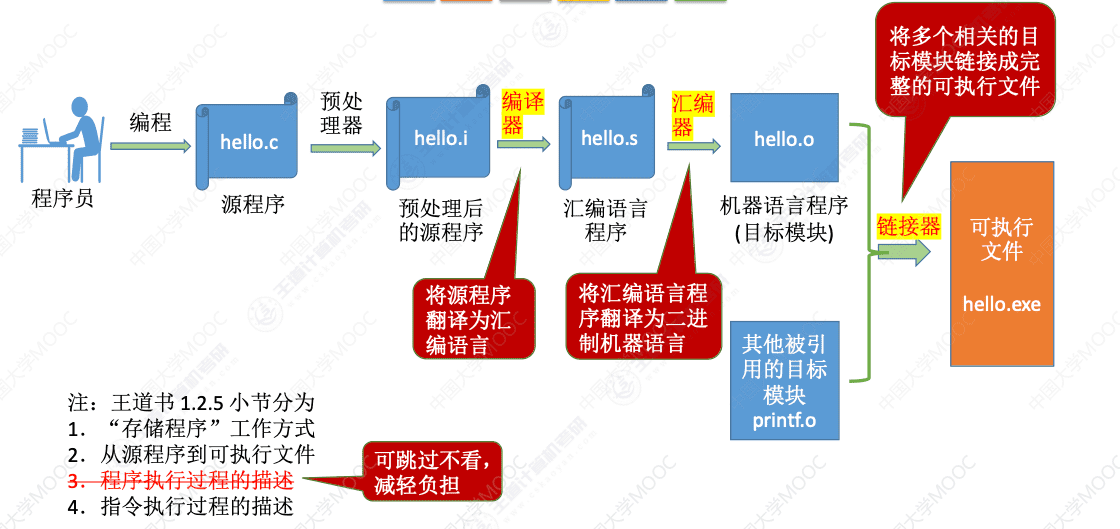 程序员
编程
hello.c
源程序
预处
理器
hello.i
预处理后
的源程序
编译
器
将源程序
翻译为汇
编语言
hello.s
汇编语言
程序
汇编
器
将汇编语言程
序翻译为二进
制机器语言
hello.o
机器语言程序
(目标模块)
其他被引
用的目标
模块
printf.o
将多个相关的目
标模块链接成完
整的可执行文件
链接器
可执行
文件
hello.exe
注：王道书 1.2.5 小节分为
1. “存储程序”工作方式
2. 从源程序到可执行文件
3. 程序执行过程的描述
4. 指令执行过程的描述
可跳过不看，
减轻负担
中国大学MOOC
王道计算机考研